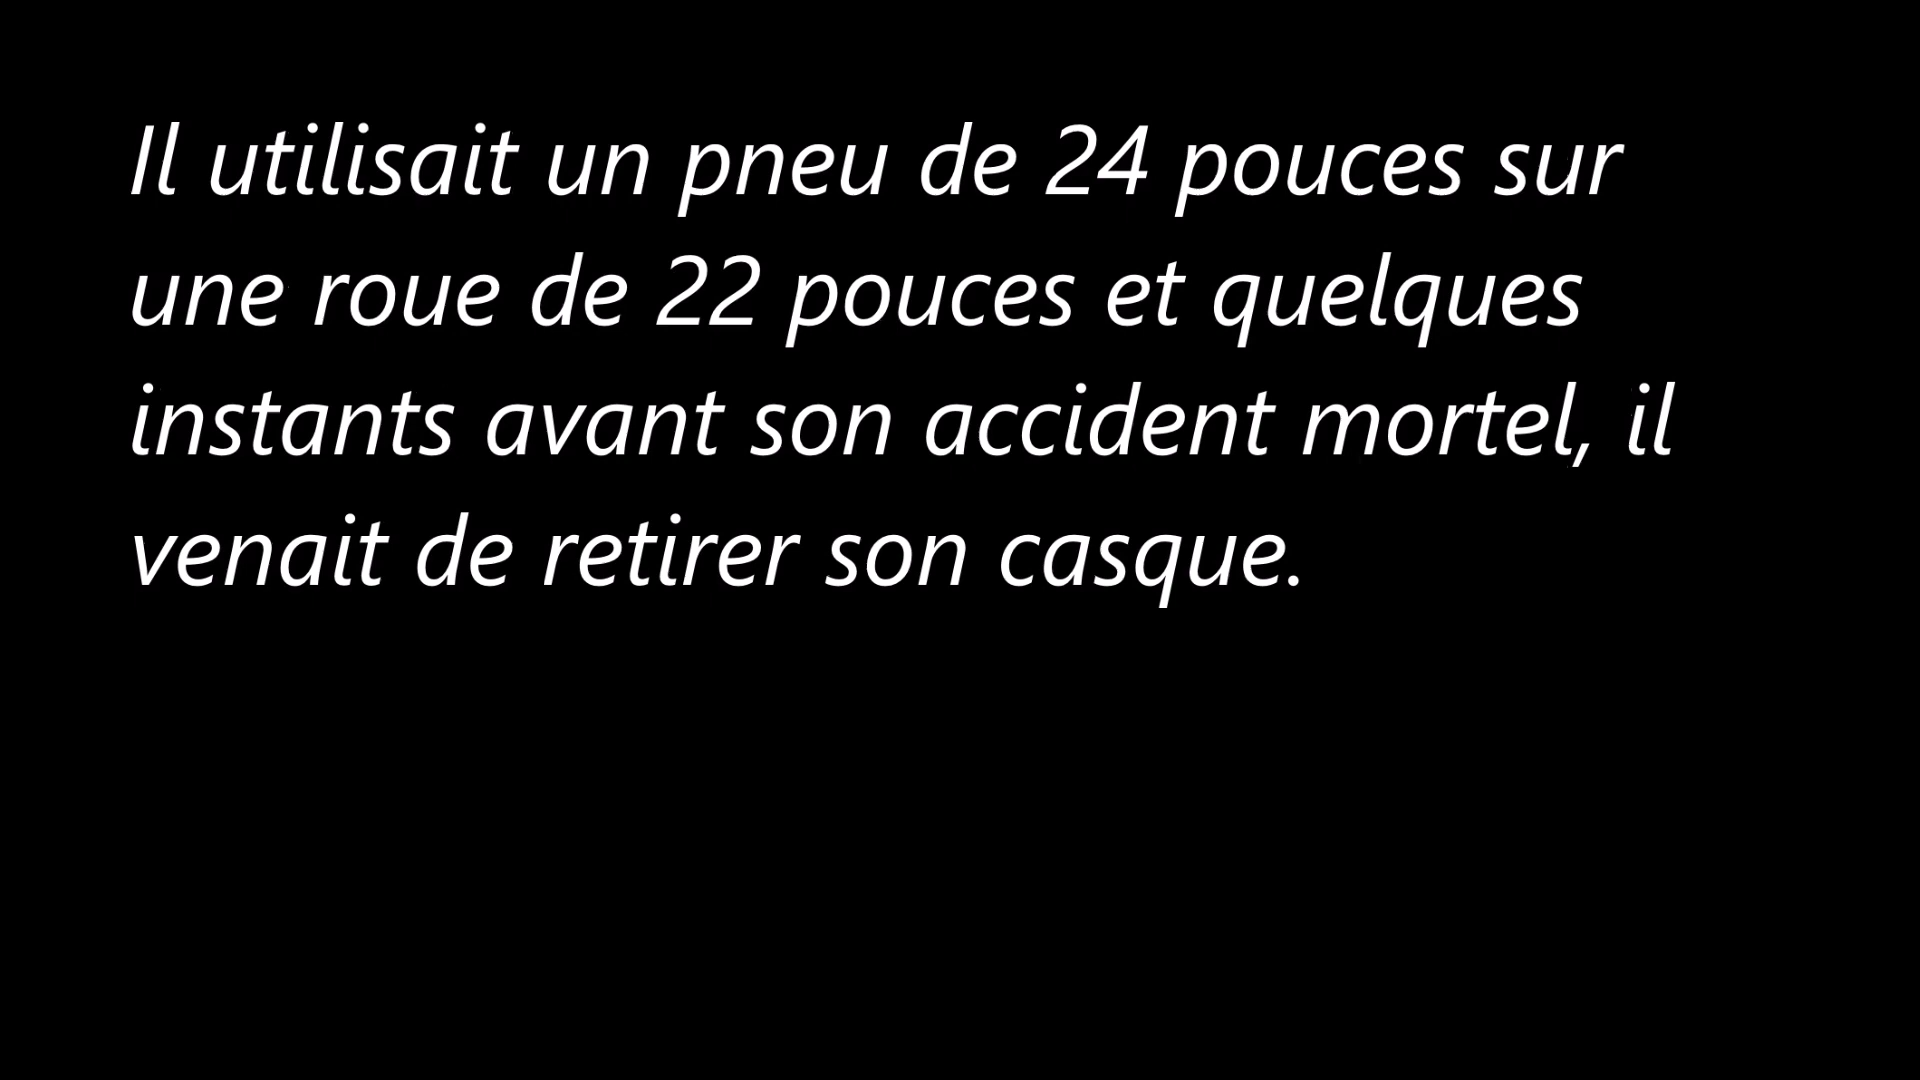 Il utilisait un pneu de 24 pouces sur
une roue de 22 pouces et quelques
instants avant son accident mortel, il
venait de retirer son casque.